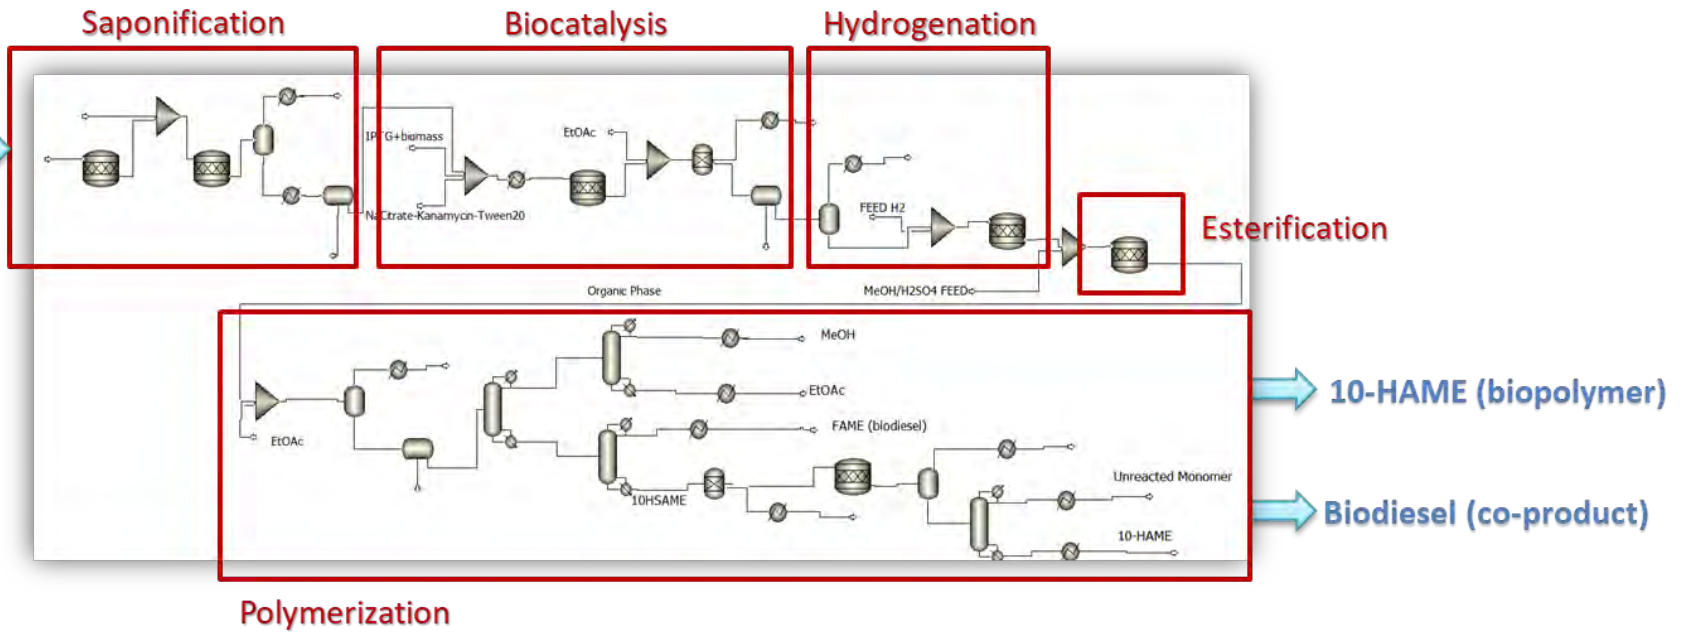 Saponification
Biocatalysis
Hydrogenation
IPTG+biomass
EtOAc
NaCitrate-Kanamycin-Tween20
FEED H2
Esterification
Organic Phase
MeOH/H2SO4 FEED
MeOH
EtOAc
FAME (biodiesel)
EtOAc
10HSAME
Unreacted Monomer
10-HAME
10-HAME (biopolymer)
Biodiesel (co-product)
Polymerization